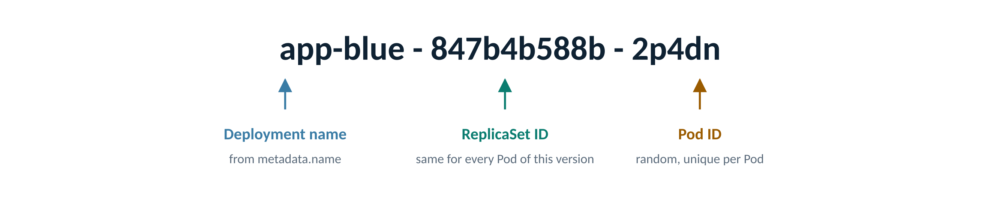 app-blue - 847b4b588b - 2p4dn
Deployment name
ReplicaSet ID
Pod ID
from metadata.name
same for every Pod of this version
random, unique per Pod